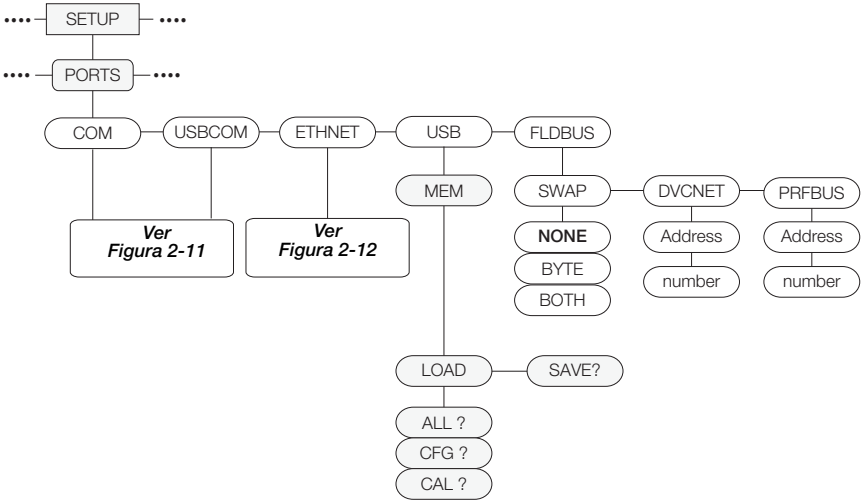 •••• SETUP ••••
•••• PORTS ••••
COM USBCOM ETHNET USB FLDBUS
MEM SWAP DVCNET PRFBUS
Ver
Figura 2-11
Ver
Figura 2-12
NONE Address Address
BYTE number number
BOTH
LOAD SAVE?
ALL ?
CFG ?
CAL ?